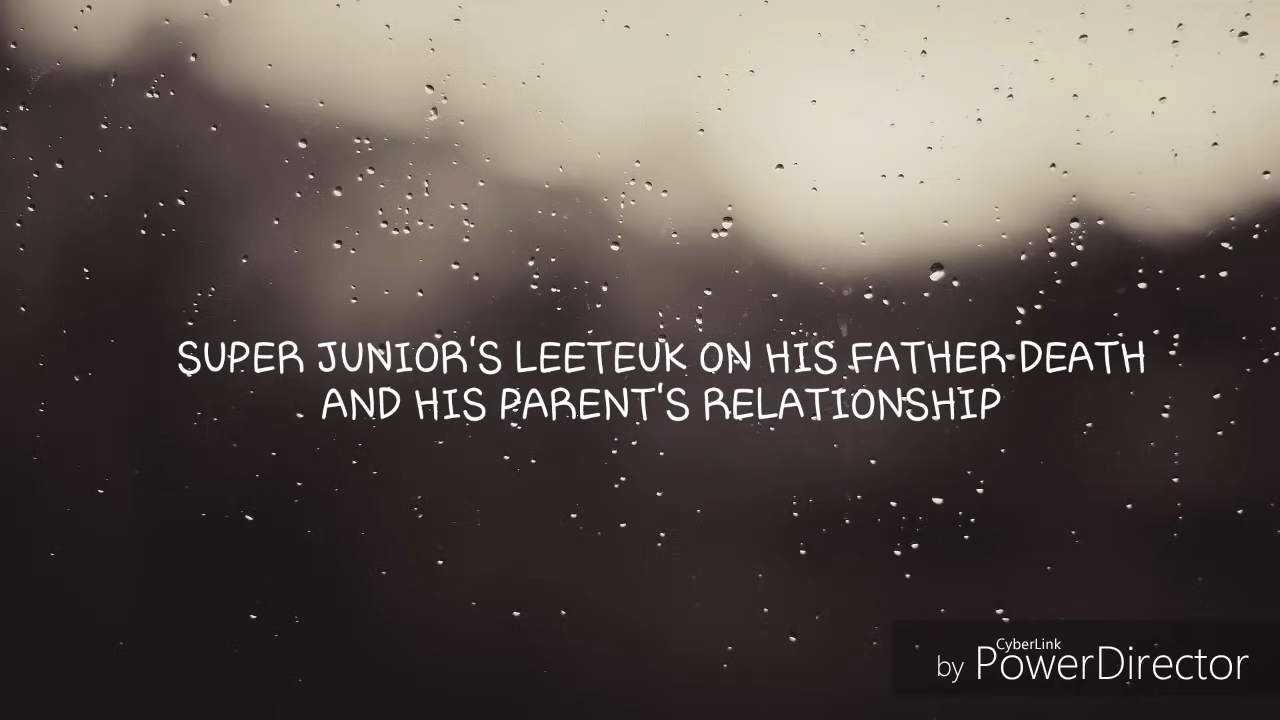 SUPER JUNIOR'S LEETEUK ON HIS FATHER DEATH
AND HIS PARENT'S RELATIONSHIP
CyberLink
by PowerDirector